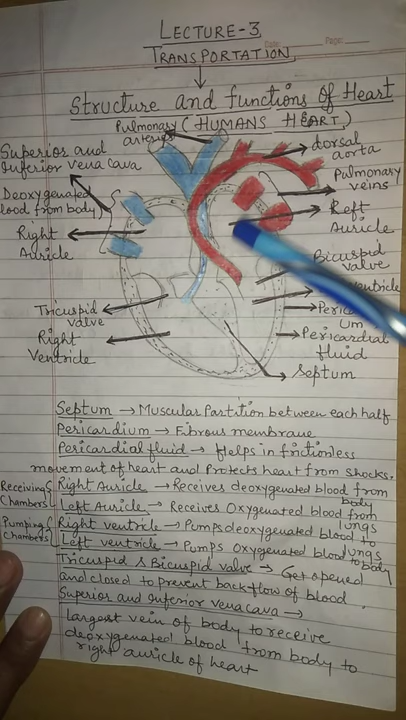 LECTURE-3
Date Page:
TRANSPORTATION
Structure and functions of Heart
(HUMANS HEART)
Pulmonary arteries
Superior and Inferior vena cava
dorsal aorta
Pulmonary veins
Deoxygenated blood from body
Left Auricle
Right Auricle
Bicuspid valve
Tricuspid valve
Right Ventricle
Pericardial fluid
Septum
Septum → Muscular Partition between each half
Pericardium → Fibrous membrane
Pericardial fluid → Helps in frictionless
movement of heart and Protects heart from shocks.
Receiving Chambers
Right Auricle → Receives deoxygenated blood from body
Left Auricle → Receives Oxygenated blood from lungs
Pumping Chambers
Right ventricle → Pumps deoxygenated blood to lungs
Left ventricle → Pumps Oxygenated blood to body
Tricuspid & Bicuspid valve → Get opened
and closed to prevent backflow of blood.
Superior and Inferior venacava →
Largest vein of body to receive
deoxygenated blood from body to
right auricle of heart